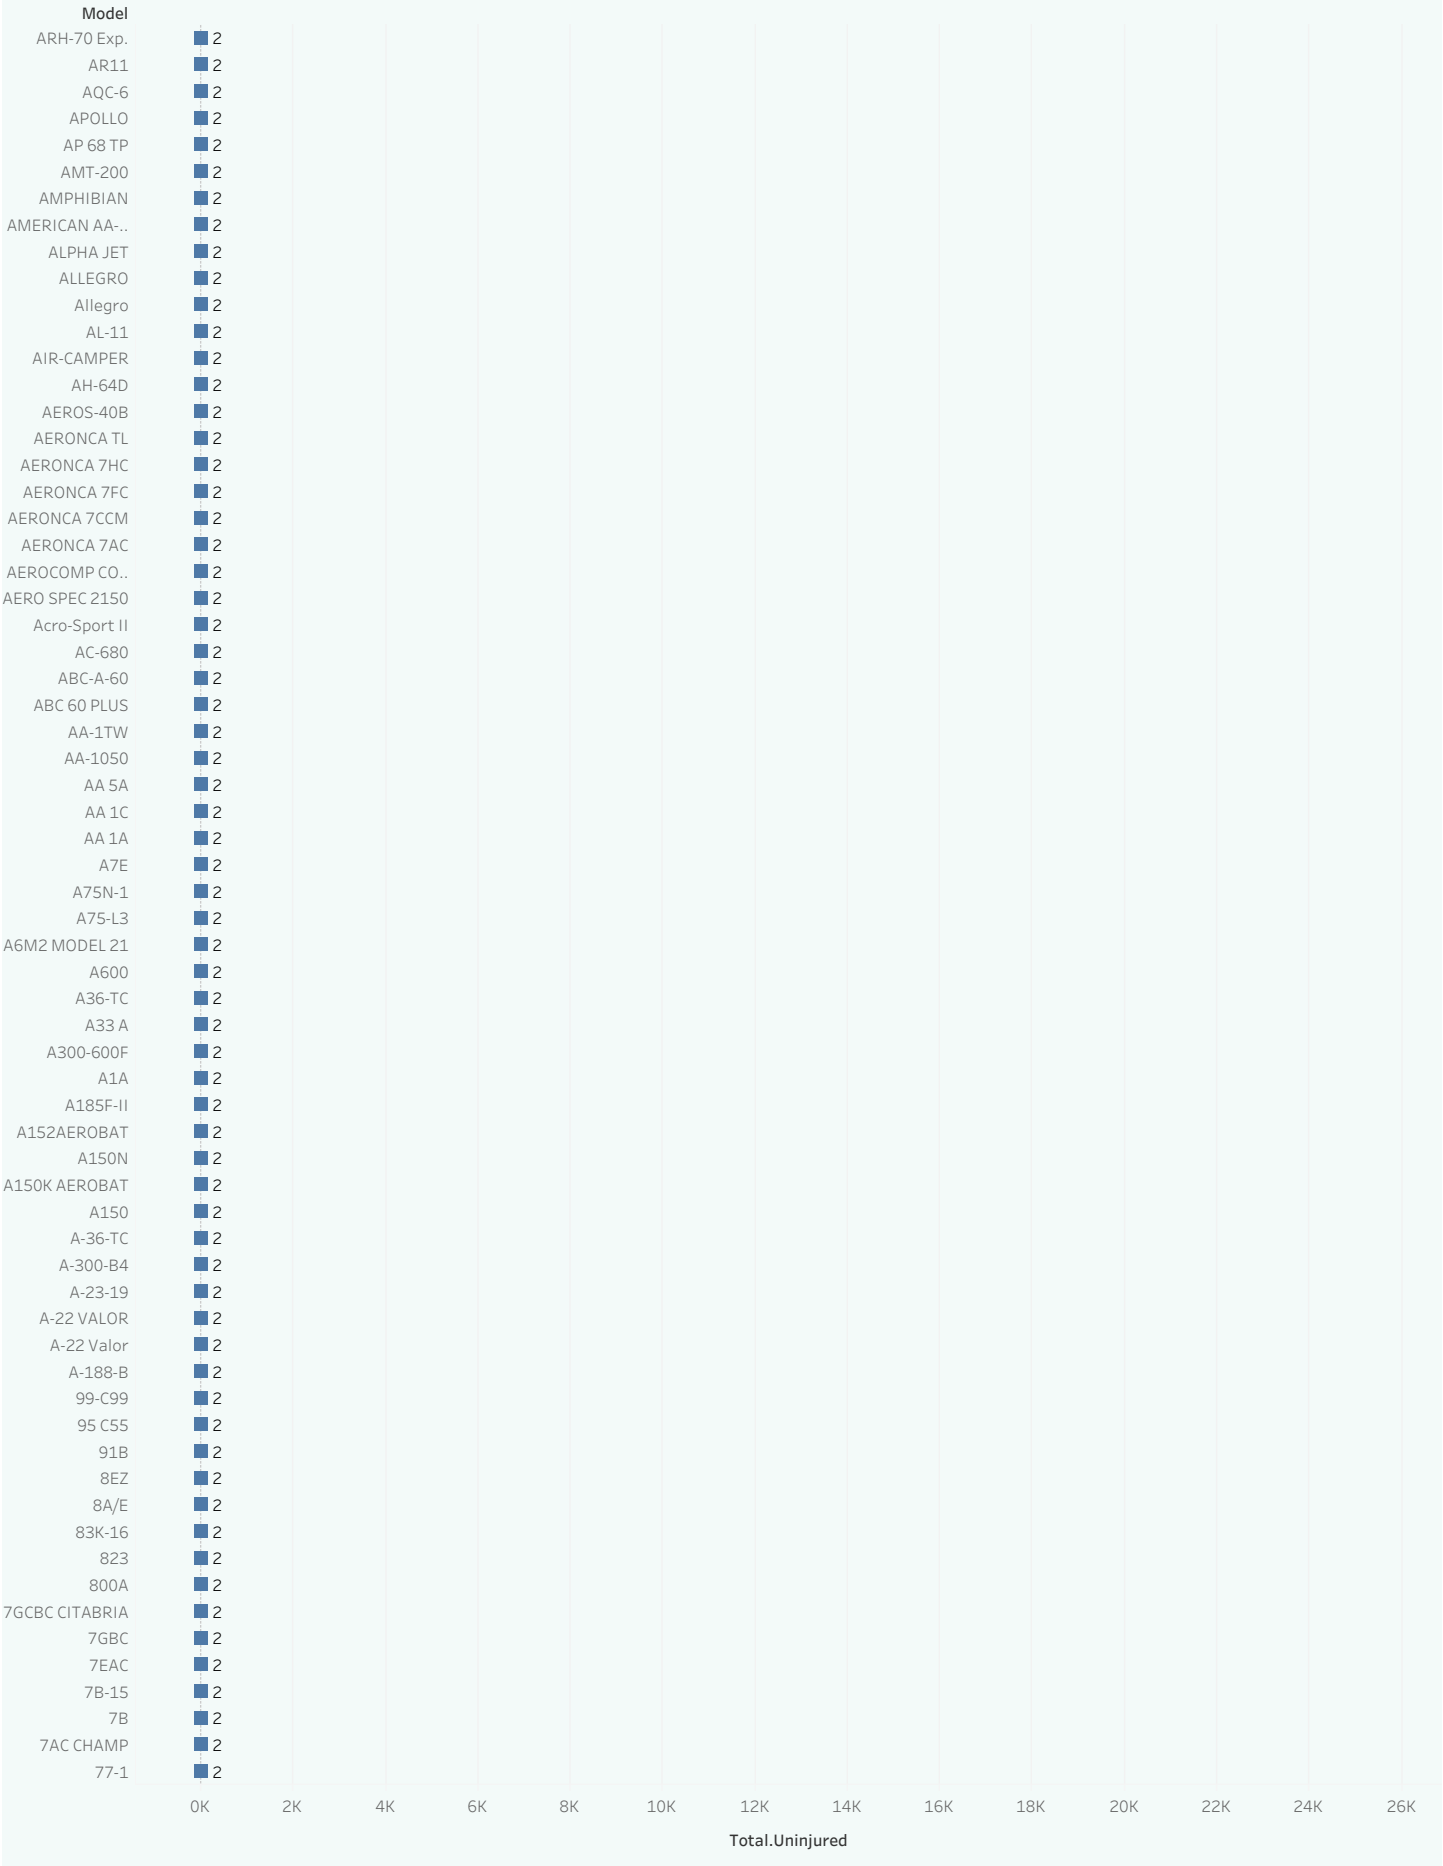 Model
ARH-70 Exp. 2
AR11 2
AQC-6 2
APOLLO 2
AP 68 TP 2
AMT-200 2
AMPHIBIAN 2
AMERICAN AA-.. 2
ALPHA JET 2
ALLEGRO 2
Allegro 2
AL-11 2
AIR-CAMPER 2
AH-64D 2
AEROS-40B 2
AERONCA TL 2
AERONCA 7HC 2
AERONCA 7FC 2
AERONCA 7CCM 2
AERONCA 7AC 2
AEROCOMP CO.. 2
AERO SPEC 2150 2
Acro-Sport II 2
AC-680 2
ABC-A-60 2
ABC 60 PLUS 2
AA-1TW 2
AA-1050 2
AA 5A 2
AA 1C 2
AA 1A 2
A7E 2
A75N-1 2
A75-L3 2
A6M2 MODEL 21 2
A600 2
A36-TC 2
A33 A 2
A300-600F 2
A1A 2
A185F-II 2
A152AEROBAT 2
A150N 2
A150K AEROBAT 2
A150 2
A-36-TC 2
A-300-B4 2
A-23-19 2
A-22 VALOR 2
A-22 Valor 2
A-188-B 2
99-C99 2
95 C55 2
91B 2
8EZ 2
8A/E 2
83K-16 2
823 2
800A 2
7GCBC CITABRIA 2
7GBC 2
7EAC 2
7B-15 2
7B 2
7AC CHAMP 2
77-1 2
0K 2K 4K 6K 8K 10K 12K 14K 16K 18K 20K 22K 24K 26K
Total.Uninjured